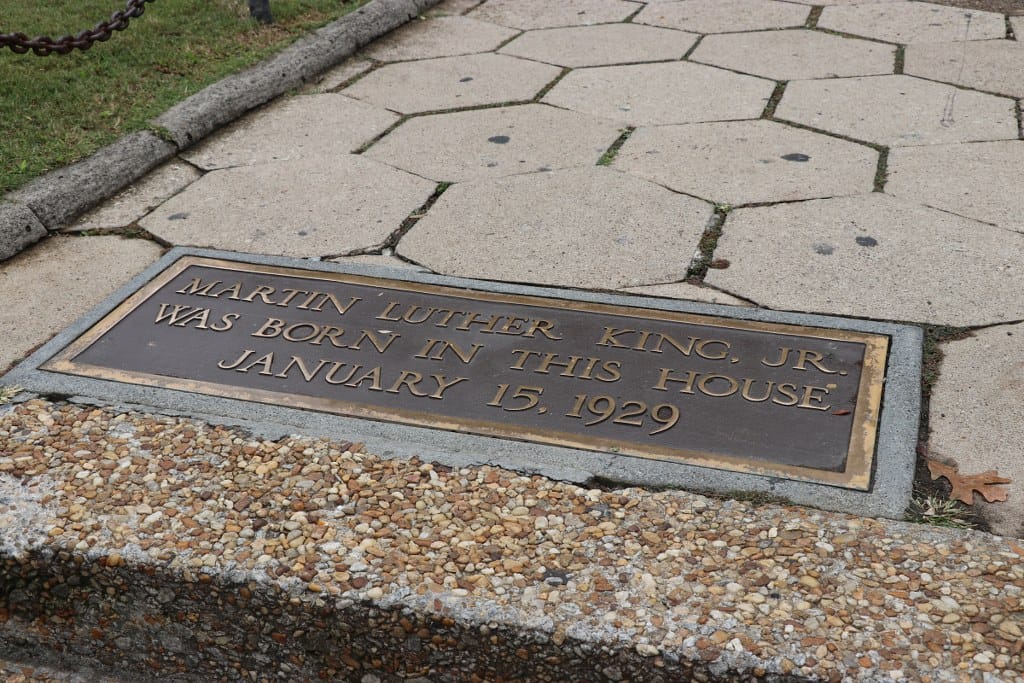 MARTIN LUTHER KING, JR.
WAS BORN IN THIS HOUSE
JANUARY 15, 1929